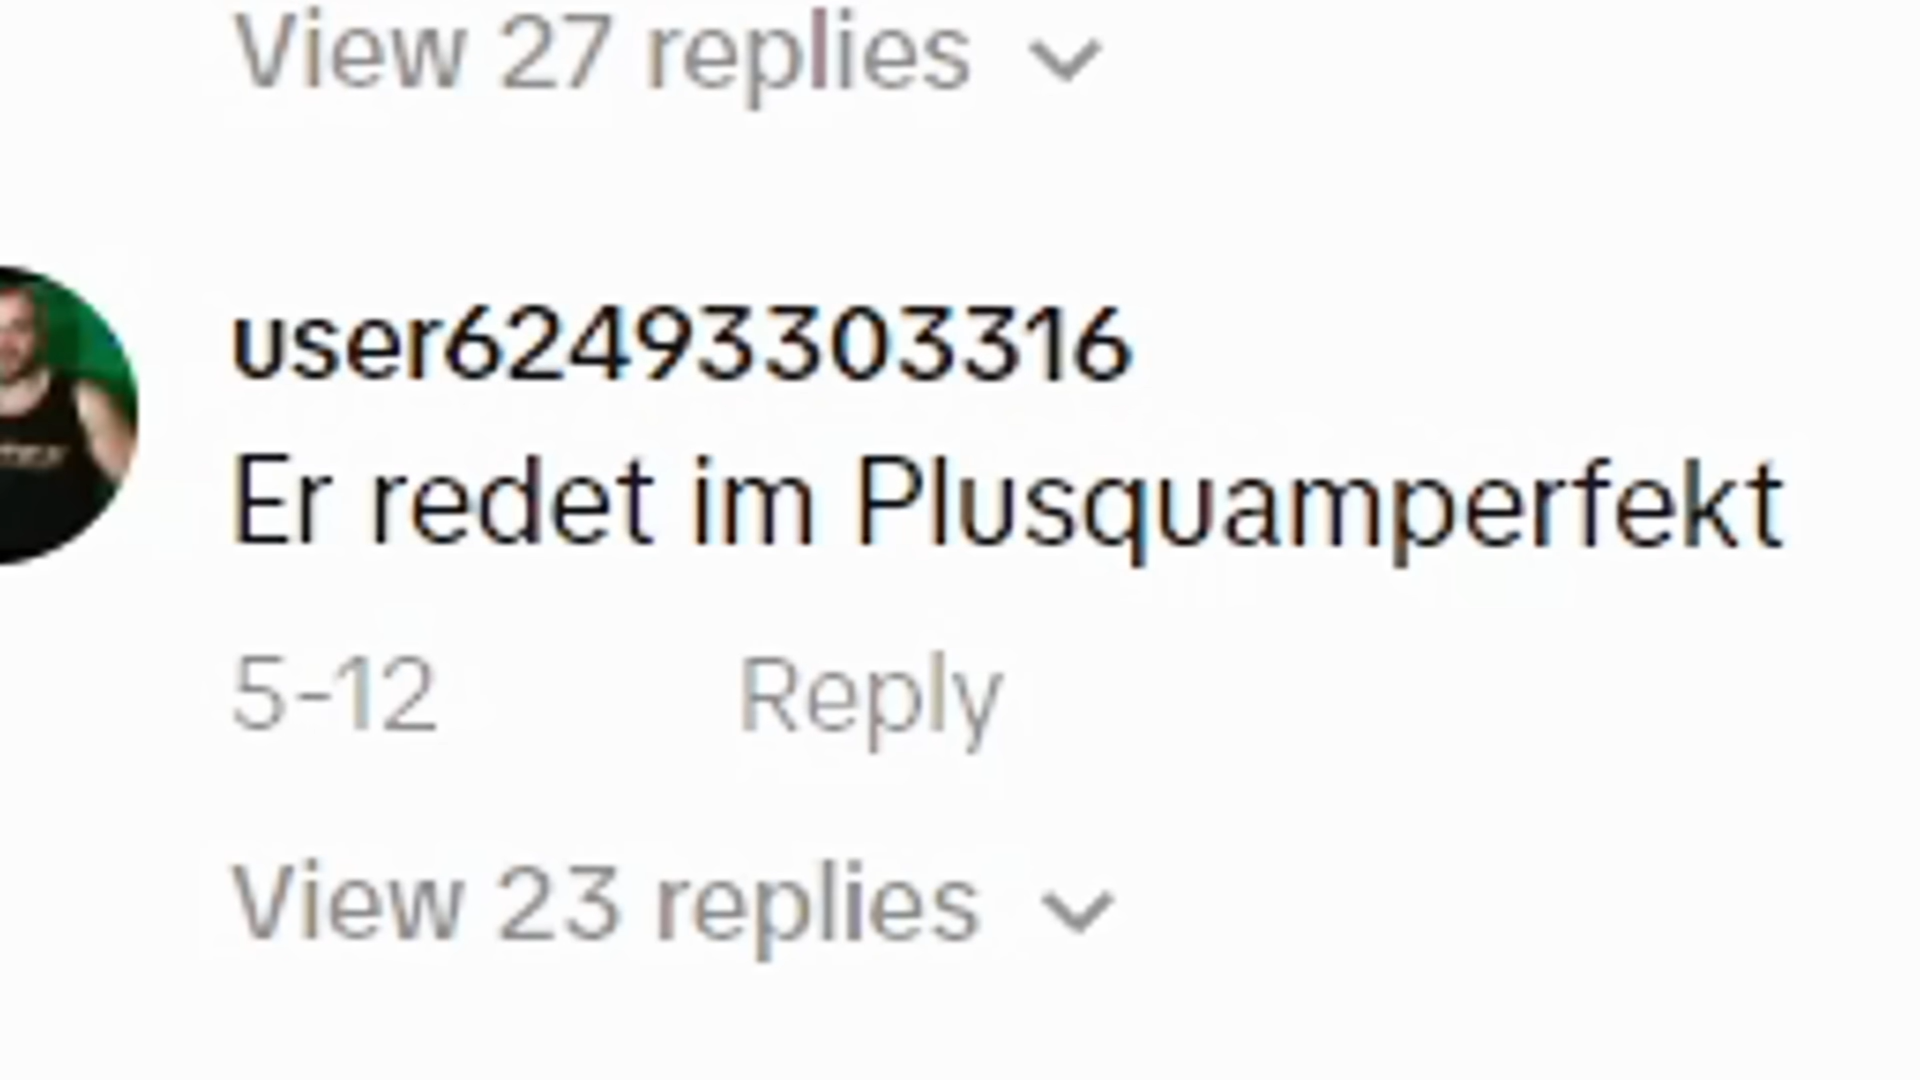 View 27 replies
user62493303316
Er redet im Plusquamperfekt
5-12 Reply
View 23 replies